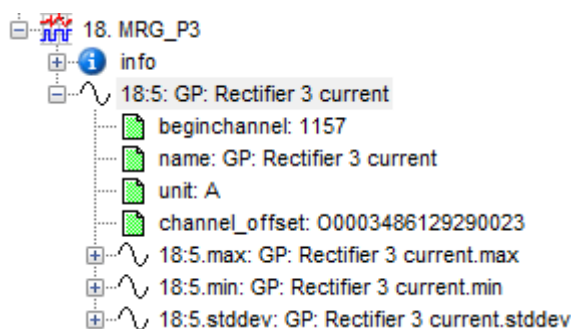 18. MRG_P3
info
18:5: GP: Rectifier 3 current
beginchannel: 1157
name: GP: Rectifier 3 current
unit: A
channel_offset: O0003486129290023
18:5.max: GP: Rectifier 3 current.max
18:5.min: GP: Rectifier 3 current.min
18:5.stddev: GP: Rectifier 3 current.stddev